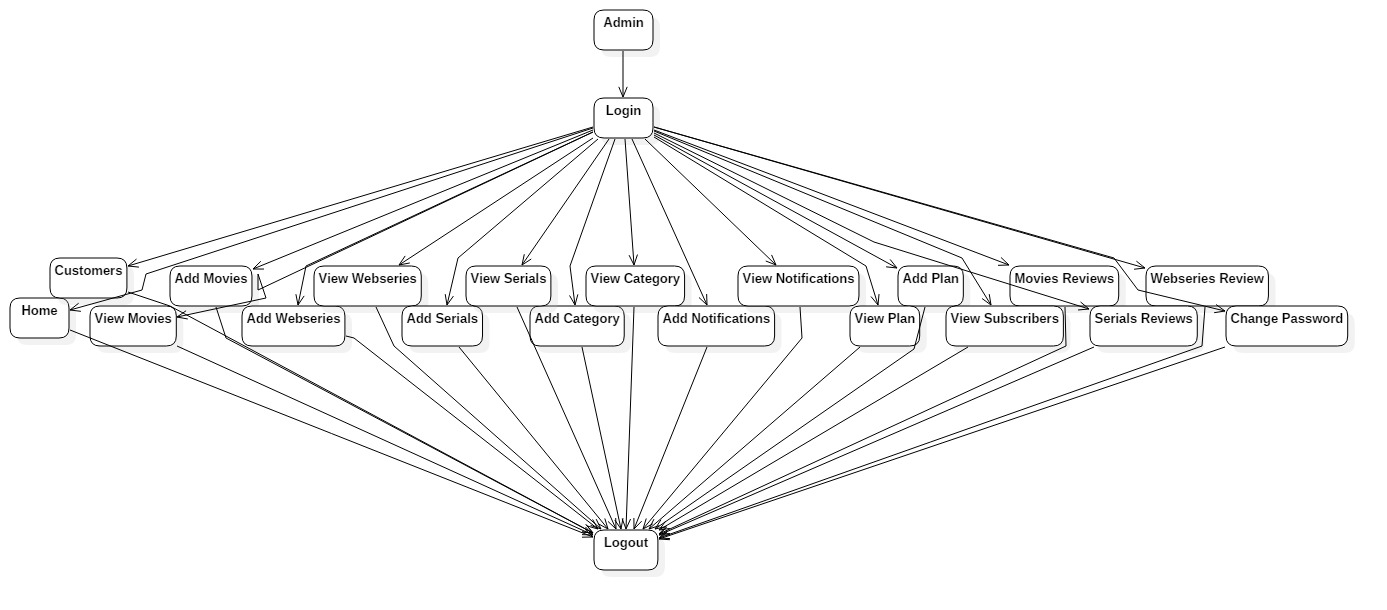 Admin
Login
Customers
Add Movies
View Webseries
View Serials
View Category
View Notifications
Add Plan
Movies Reviews
Webseries Review
Home
View Movies
Add Webseries
Add Serials
Add Category
Add Notifications
View Plan
View Subscribers
Serials Reviews
Change Password
Logout